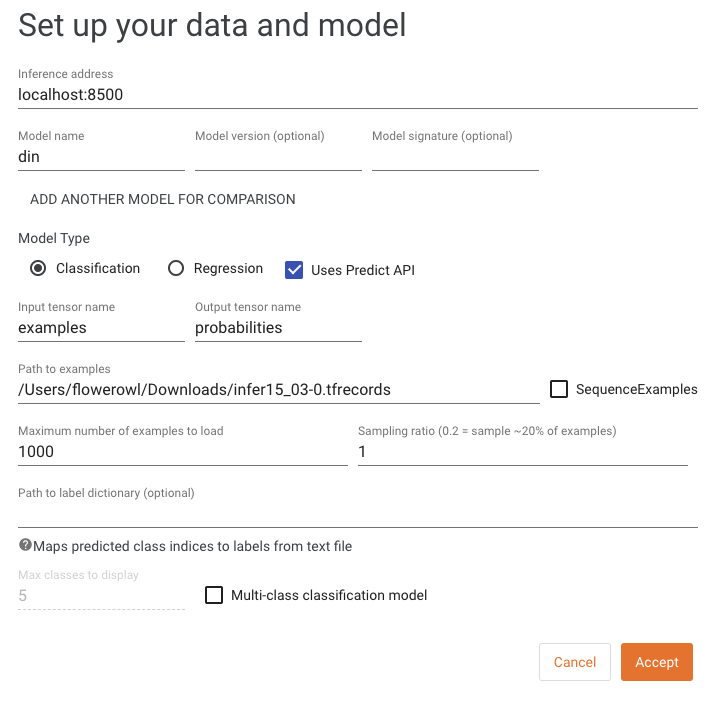 Set up your data and model
Inference address
localhost:8500
Model name Model version (optional) Model signature (optional)
din
ADD ANOTHER MODEL FOR COMPARISON
Model Type
Classification Regression Uses Predict API
Input tensor name Output tensor name
examples probabilities
Path to examples
/Users/flowerowl/Downloads/infer15_03-0.tfrecords SequenceExamples
Maximum number of examples to load Sampling ratio (0.2 = sample ~20% of examples)
1000 1
Path to label dictionary (optional)
Maps predicted class indices to labels from text file
Max classes to display
5 Multi-class classification model
Cancel Accept